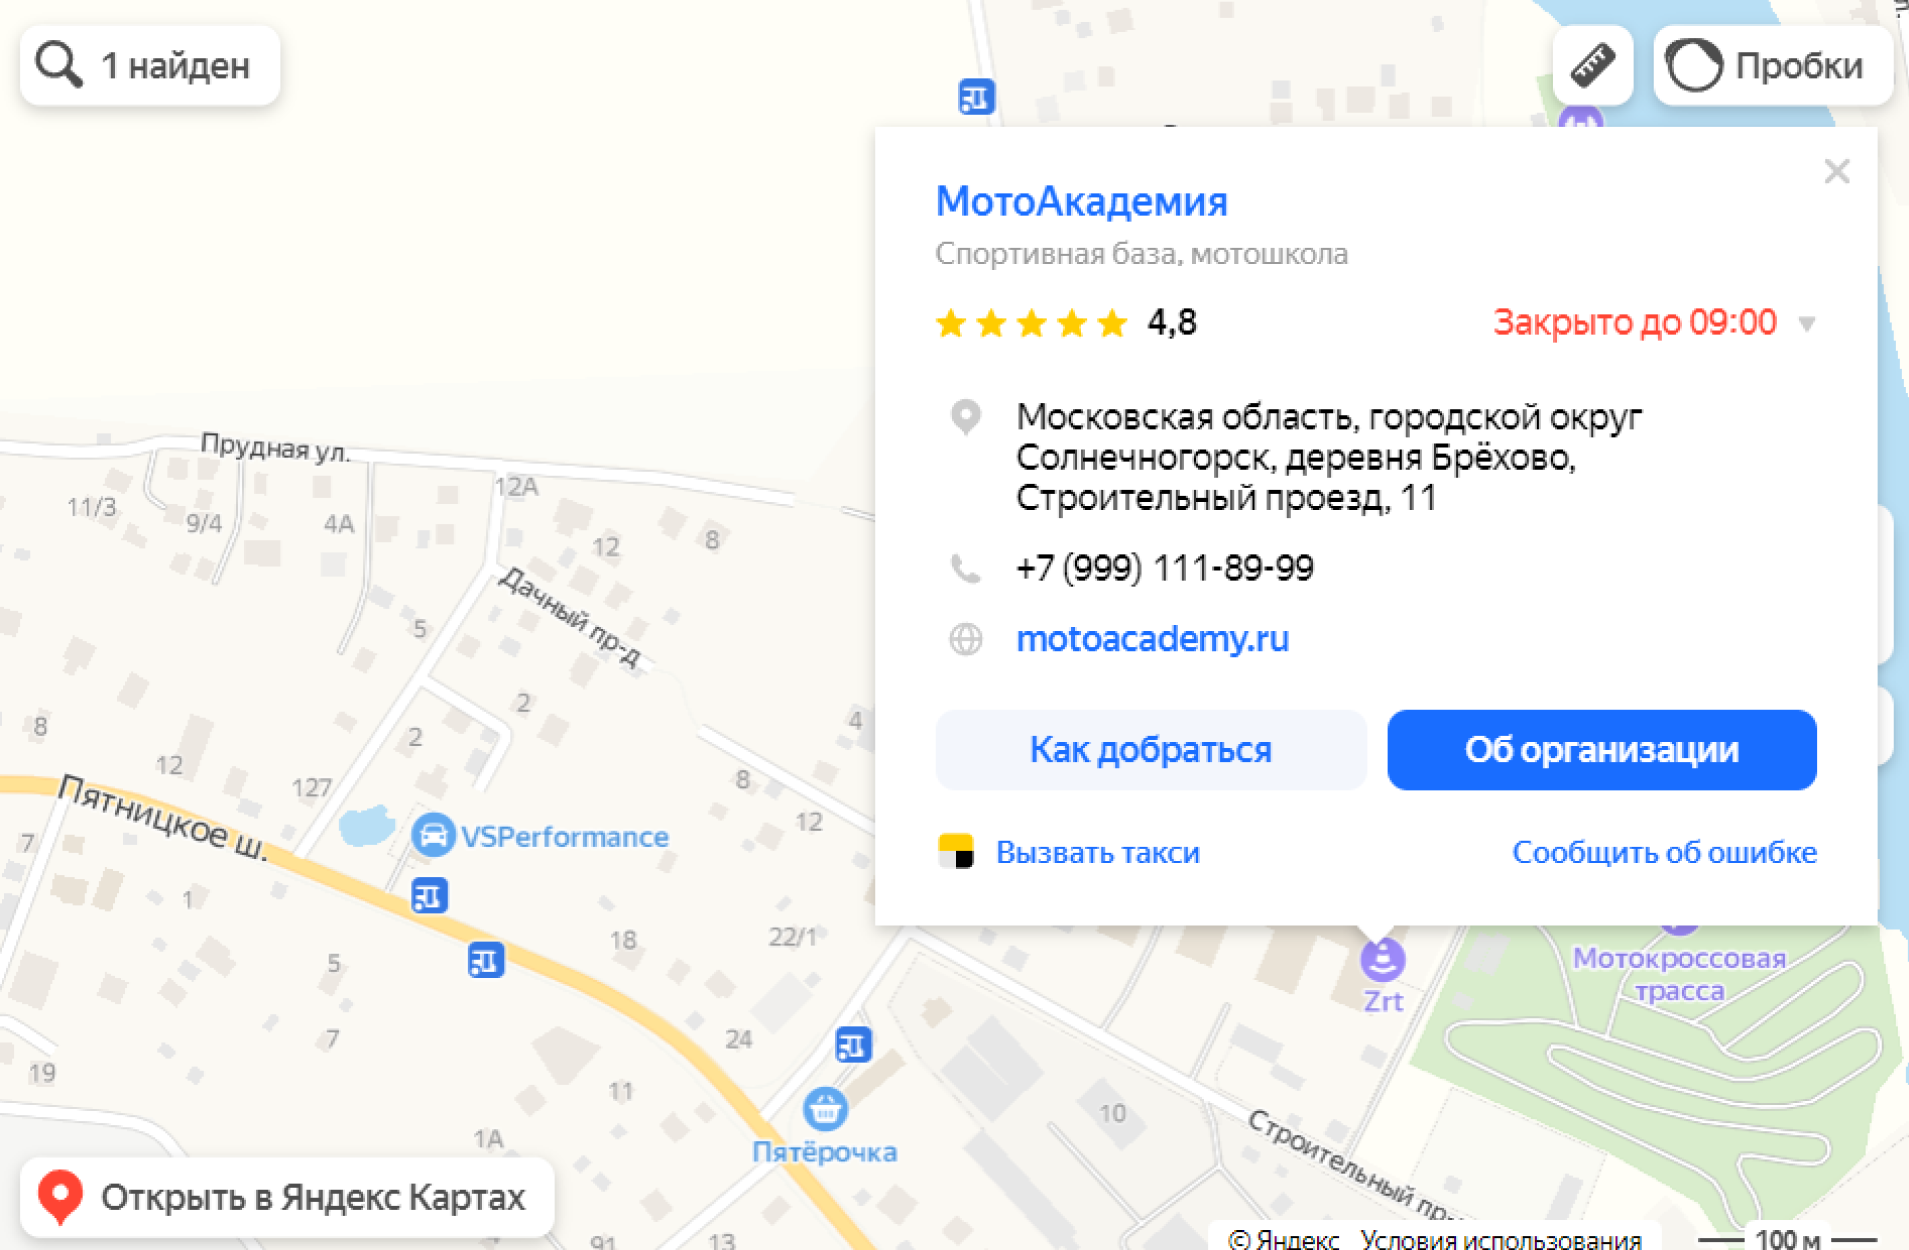 1 найден
Пробки
МотоАкадемия
Спортивная база, мотошкола
4,8
Закрыто до 09:00
Московская область, городской округ
Солнечногорск, деревня Брёхово,
Строительный проезд, 11
+7 (999) 111-89-99
motoacademy.ru
Как добраться
Об организации
Вызвать такси
Сообщить об ошибке
Прудная ул.
12А
11/3
9/4
4А
12
8
Дачный пр-д
5
2
8
2
4
12
127
8
12
Пятницкое ш.
VSPerformance
7
1
18
22/1
5
Мотокроссовая
трасса
Zrt
7
24
19
11
10
1А
Пятёрочка
Строительный пр-
Открыть в Яндекс Картах
91
13
© Яндекс
Условия использования
100 м